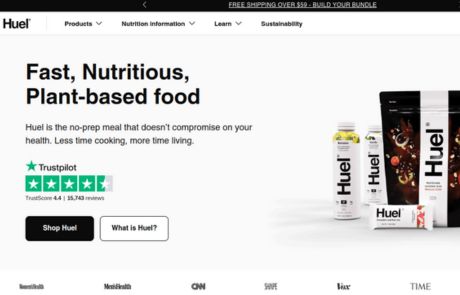 FREE SHIPPING OVER $59 - BUILD YOUR BUNDLE
Huel
Products
Nutrition information
Learn
Sustainability
Fast, Nutritious,
Plant-based food
Huel is the no-prep meal that doesn't compromise on your
health. Less time cooking, more time living.
Trustpilot
TrustScore 4.4 | 15,743 reviews
Shop Huel
What is Huel?
Huel
Huel
Huel
Huel
Women'sHealth
Men'sHealth
CNN
SHAPE
Vox
TIME